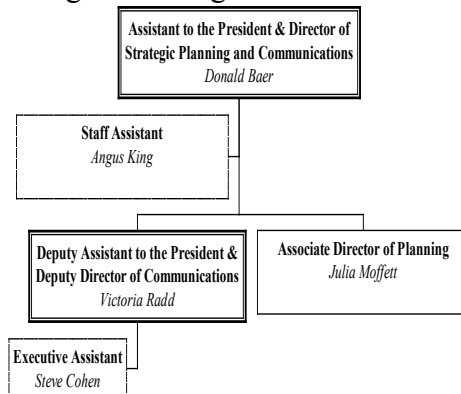 Assistant to the President & Director of
Strategic Planning and Communications
Donald Baer
Staff Assistant
Angus King
Deputy Assistant to the President &
Deputy Director of Communications
Victoria Radd
Associate Director of Planning
Julia Moffett
Executive Assistant
Steve Cohen